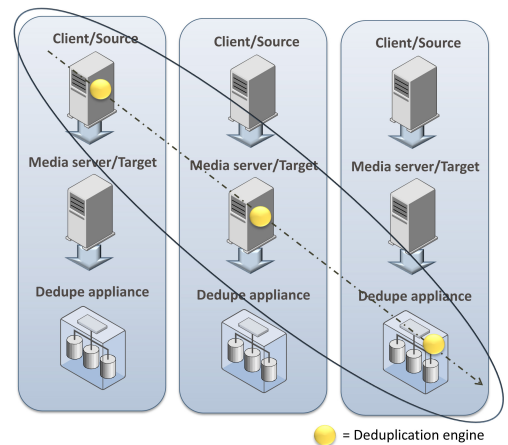 Client/Source
Client/Source
Client/Source
Media server/Target
Media server/Target
Media server/Target
Dedupe appliance
Dedupe appliance
Dedupe appliance
= Deduplication engine